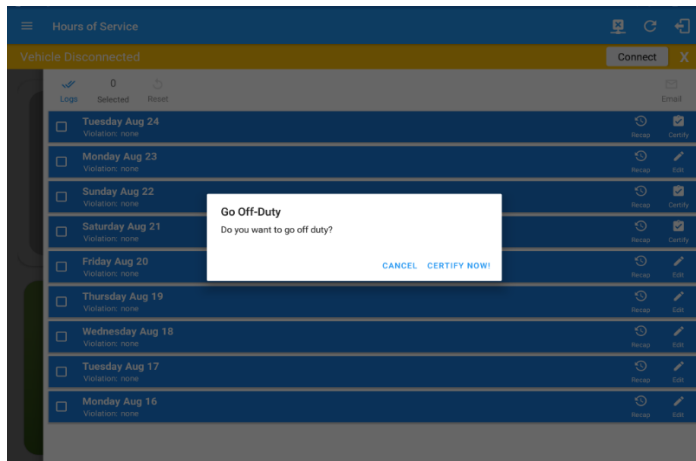 Hours of Service
Vehicle Disconnected
Connect
X
Logs
0
Selected
Reset
Email
Tuesday Aug 24
Violation: none
Recap
Certify
Monday Aug 23
Violation: none
Recap
Edit
Sunday Aug 22
Violation: none
Recap
Certify
Saturday Aug 21
Violation: none
Recap
Certify
Go Off-Duty
Do you want to go off duty?
CANCEL CERTIFY NOW!
Friday Aug 20
Violation: none
Recap
Edit
Thursday Aug 19
Violation: none
Recap
Edit
Wednesday Aug 18
Violation: none
Recap
Edit
Tuesday Aug 17
Violation: none
Recap
Edit
Monday Aug 16
Violation: none
Recap
Edit